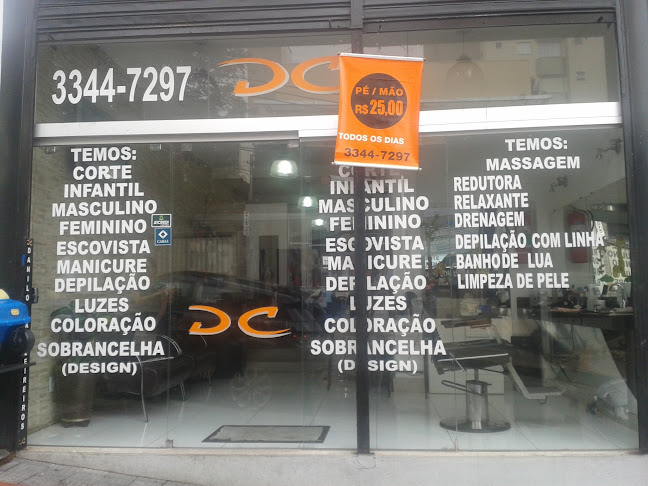 3344-7297
DC
PÉ / MÃO
R$ 25,00
TODOS OS DIAS
3344-7297
TEMOS:
CORTE
INFANTIL
MASCULINO
FEMININO
ESCOVISTA
MANICURE
DEPILAÇÃO
LUZES
COLORAÇÃO
SOBRANCELHA
(DESIGN)
DC
CORTE
INFANTIL
MASCULINO
FEMININO
ESCOVISTA
MANICURE
DEPILAÇÃO
LUZES
COLORAÇÃO
SOBRANCELHA
(DESIGN)
TEMOS:
MASSAGEM
REDUTORA
RELAXANTE
DRENAGEM
DEPILAÇÃO COM LINHA
BANHO DE LUA
LIMPEZA DE PELE